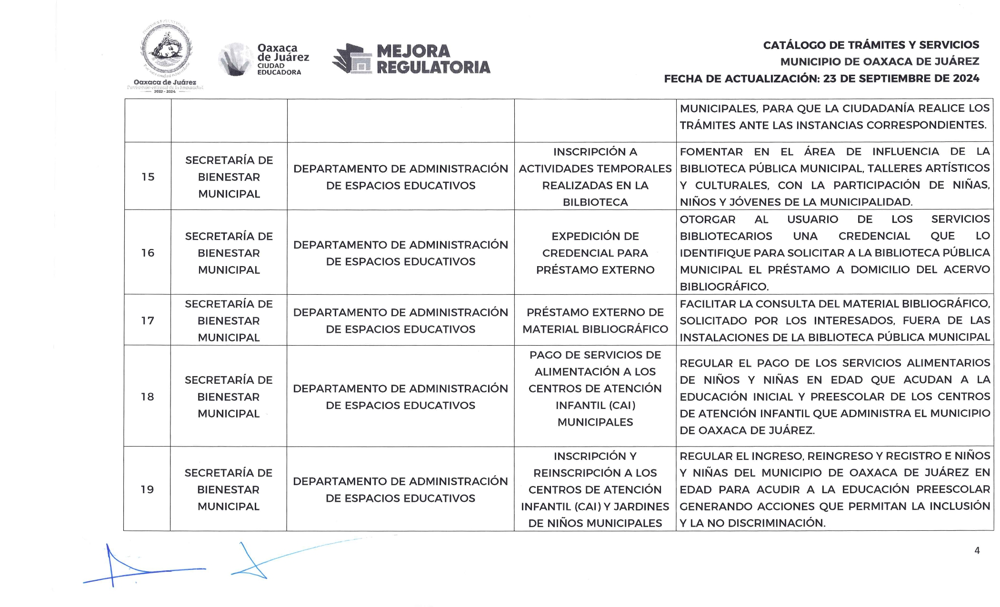 Oaxaca de Juárez
2022 - 2024
Oaxaca
de Juárez
CIUDAD
EDUCADORA
MEJORA
REGULATORIA
CATÁLOGO DE TRÁMITES Y SERVICIOS
MUNICIPIO DE OAXACA DE JUÁREZ
FECHA DE ACTUALIZACIÓN: 23 DE SEPTIEMBRE DE 2024
MUNICIPALES, PARA QUE LA CIUDADANÍA REALICE LOS
TRÁMITES ANTE LAS INSTANCIAS CORRESPONDIENTES.
15
SECRETARÍA DE
BIENESTAR
MUNICIPAL
DEPARTAMENTO DE ADMINISTRACIÓN
DE ESPACIOS EDUCATIVOS
INSCRIPCIÓN A
ACTIVIDADES TEMPORALES
REALIZADAS EN LA
BILBIOTECA
FOMENTAR EN EL ÁREA DE INFLUENCIA DE LA
BIBLIOTECA PÚBLICA MUNICIPAL, TALLERES ARTÍSTICOS
Y CULTURALES, CON LA PARTICIPACIÓN DE NIÑAS,
NIÑOS Y JÓVENES DE LA MUNICIPALIDAD.
16
SECRETARÍA DE
BIENESTAR
MUNICIPAL
DEPARTAMENTO DE ADMINISTRACIÓN
DE ESPACIOS EDUCATIVOS
EXPEDICIÓN DE
CREDENCIAL PARA
PRÉSTAMO EXTERNO
OTORGAR AL USUARIO DE LOS SERVICIOS
BIBLIOTECARIOS UNA CREDENCIAL QUE LO
IDENTIFIQUE PARA SOLICITAR A LA BIBLIOTECA PÚBLICA
MUNICIPAL EL PRÉSTAMO A DOMICILIO DEL ACERVO
BIBLIOGRÁFICO.
17
SECRETARÍA DE
BIENESTAR
MUNICIPAL
DEPARTAMENTO DE ADMINISTRACIÓN
DE ESPACIOS EDUCATIVOS
PRÉSTAMO EXTERNO DE
MATERIAL BIBLIOGRÁFICO
FACILITAR LA CONSULTA DEL MATERIAL BIBLIOGRÁFICO,
SOLICITADO POR LOS INTERESADOS, FUERA DE LAS
INSTALACIONES DE LA BIBLIOTECA PÚBLICA MUNICIPAL
18
SECRETARÍA DE
BIENESTAR
MUNICIPAL
DEPARTAMENTO DE ADMINISTRACIÓN
DE ESPACIOS EDUCATIVOS
PAGO DE SERVICIOS DE
ALIMENTACIÓN A LOS
CENTROS DE ATENCIÓN
INFANTIL (CAI)
MUNICIPALES
REGULAR EL PAGO DE LOS SERVICIOS ALIMENTARIOS
DE NIÑOS Y NIÑAS EN EDAD QUE ACUDAN A LA
EDUCACIÓN INICIAL Y PREESCOLAR DE LOS CENTROS
DE ATENCIÓN INFANTIL QUE ADMINISTRA EL MUNICIPIO
DE OAXACA DE JUÁREZ.
19
SECRETARÍA DE
BIENESTAR
MUNICIPAL
DEPARTAMENTO DE ADMINISTRACIÓN
DE ESPACIOS EDUCATIVOS
INSCRIPCIÓN Y
REINSCRIPCIÓN A LOS
CENTROS DE ATENCIÓN
INFANTIL (CAI) Y JARDINES
DE NIÑOS MUNICIPALES
REGULAR EL INGRESO, REINGRESO Y REGISTRO E NIÑOS
Y NIÑAS DEL MUNICIPIO DE OAXACA DE JUÁREZ EN
EDAD PARA ACUDIR A LA EDUCACIÓN PREESCOLAR
GENERANDO ACCIONES QUE PERMITAN LA INCLUSIÓN
Y LA NO DISCRIMINACIÓN.
4